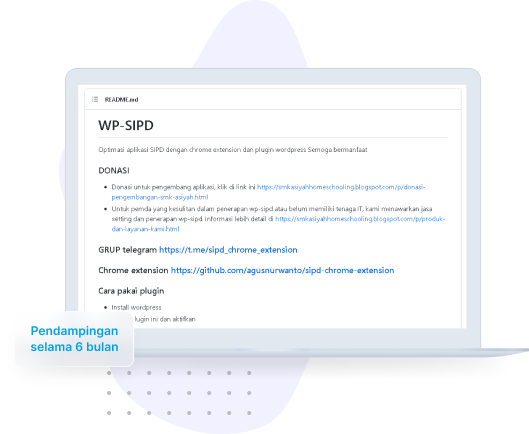 README.md
WP-SIPD
Optimasi aplikasi SIPD dengan chrome extension dan plugin wordpress Semoga bermanfaat
DONASI
Donasi untuk pengembang aplikasi, klik di link ini https://smkasiyahhomeschooling.blogspot.com/p/donasi-
pengembangan-smk-asiyah.html
Untuk pemda yang kesulitan dalam penerapan wp-sipd atau belum memiliki tenaga IT, kami menawarkan jasa
setting dan penerapan wp-sipd. Informasi lebih detail di https://smkasiyahhomeschooling.blogspot.com/p/produk-
dan-layanan-kami.html
GRUP telegram https://t.me/sipd_chrome_extension
Chrome extension https://github.com/agusnurwanto/sipd-chrome-extension
Cara pakai plugin
Install wordpress
plugin ini dan aktifkan
Pendampingan
selama 6 bulan